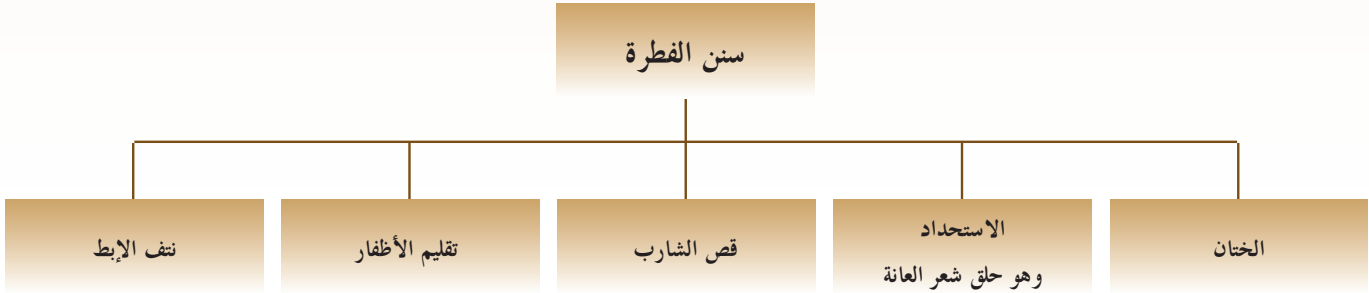 سنن الفطرة
الختان
الاستحداد
وهو حلق شعر العانة
قص الشارب
تقليم الأظفار
نتف الإبط